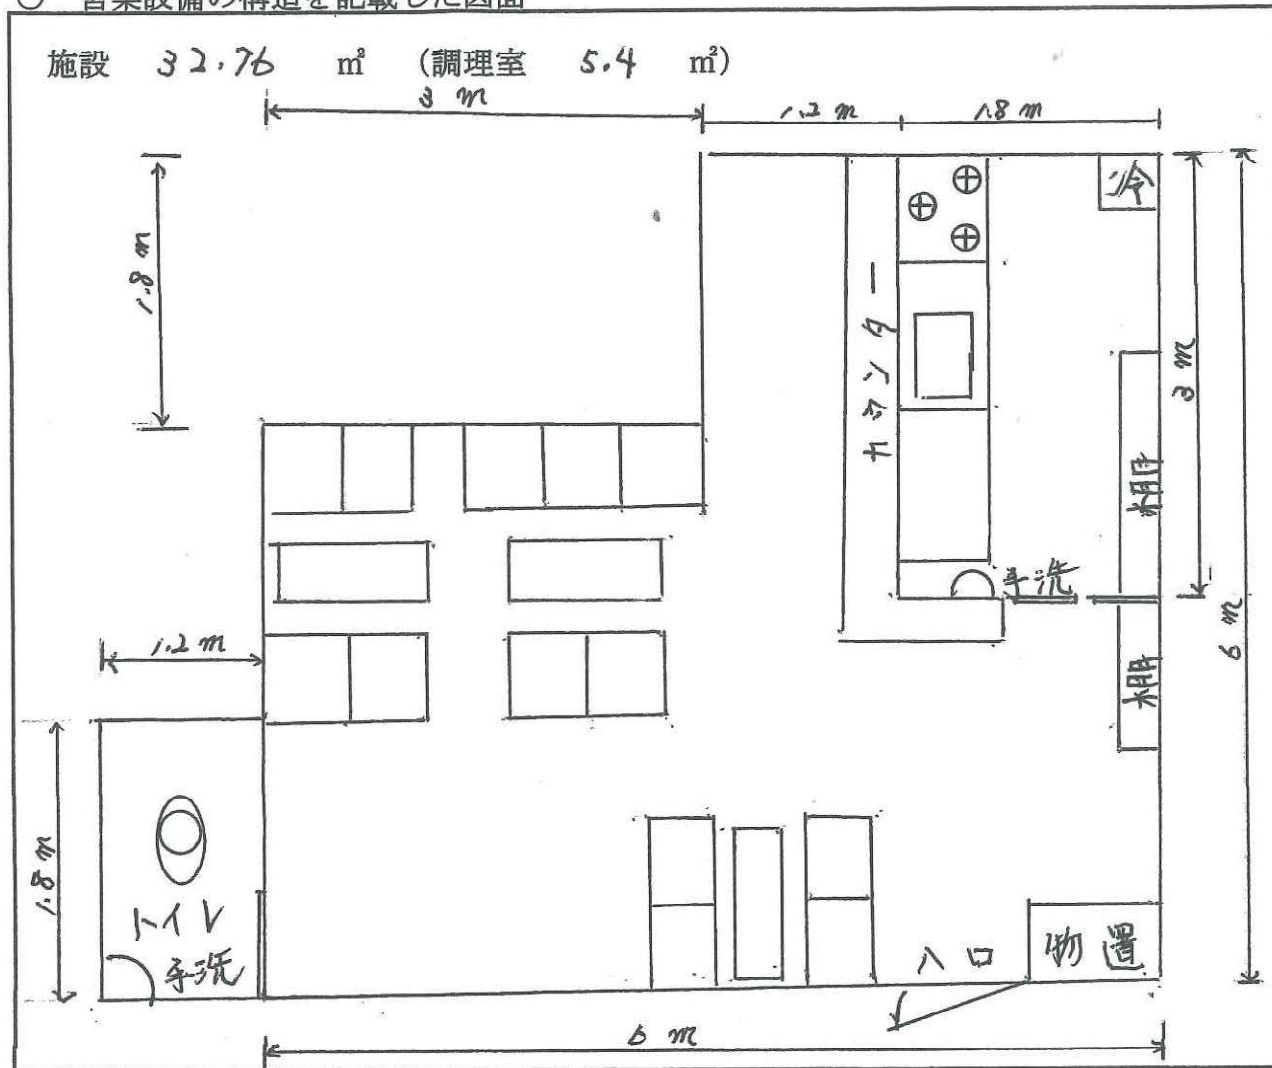 ○ 営業設備の構造を記載した図面
施設 32.76 ㎡ (調理室 5.4 ㎡)
3 m
1.2 m
1.8 m
1.8 m
冷
カウンター
3 m
棚
手洗
6 m
1.2 m
棚
1.8 m
トイレ
手洗
入口
物置
6 m